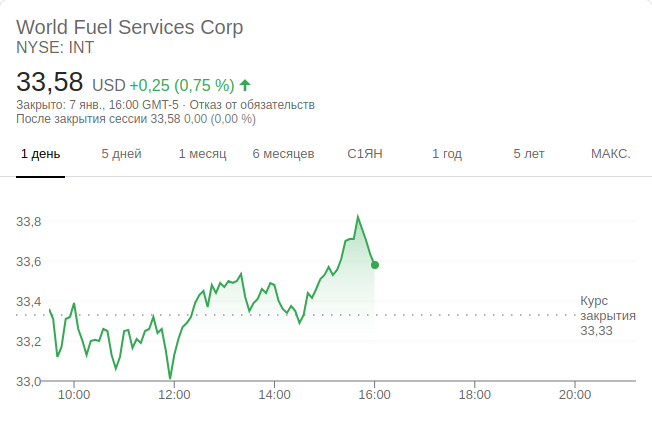 World Fuel Services Corp
NYSE: INT
33,58 USD +0,25 (0,75 %)
Закрыто: 7 янв., 16:00 GMT-5 · Отказ от обязательств
После закрытия сессии 33,58 0,00 (0,00 %)
1 день 5 дней 1 месяц 6 месяцев С1ЯН 1 год 5 лет МАКС.
33,8
33,6
33,4
33,2
33,0
Курс
закрытия
33,33
10:00 12:00 14:00 16:00 18:00 20:00